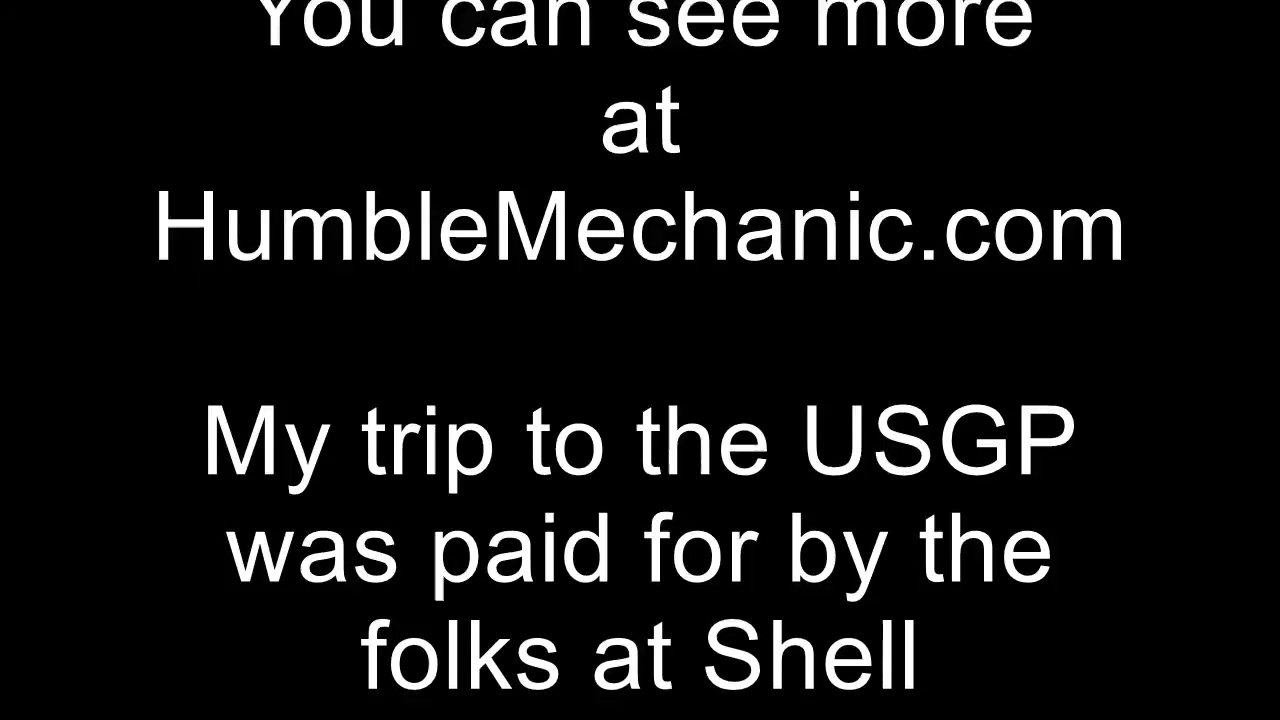 You can see more
at
HumbleMechanic.com
My trip to the USGP
was paid for by the
folks at Shell